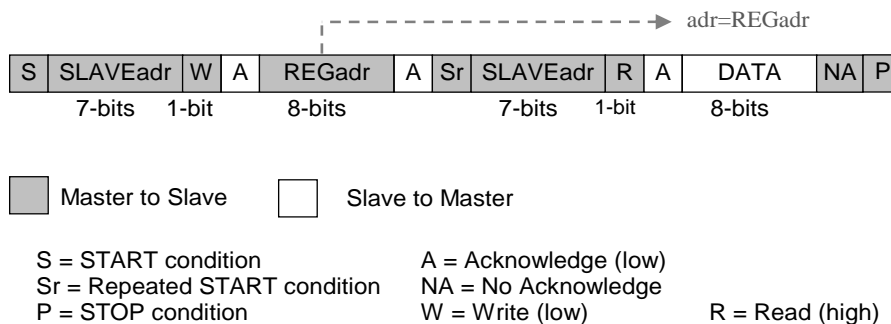 adr=REGadr
S SLAVEadr W A REGadr A Sr SLAVEadr R A DATA NA P
7-bits 1-bit 8-bits 7-bits 1-bit 8-bits
Master to Slave Slave to Master
S = START condition A = Acknowledge (low)
Sr = Repeated START condition NA = No Acknowledge
P = STOP condition W = Write (low) R = Read (high)